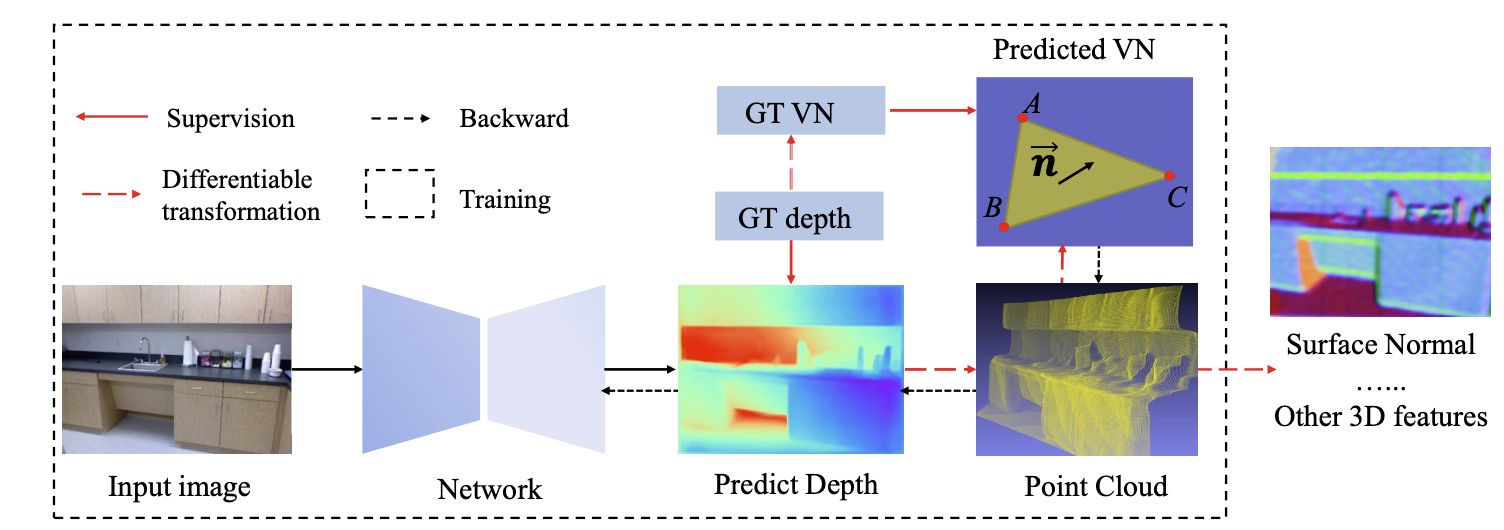 Predicted VN
Supervision
Backward
Differentiable
transformation
Training
GT VN
GT depth
A
n
B
C
Surface Normal
......
Other 3D features
Input image
Network
Predict Depth
Point Cloud